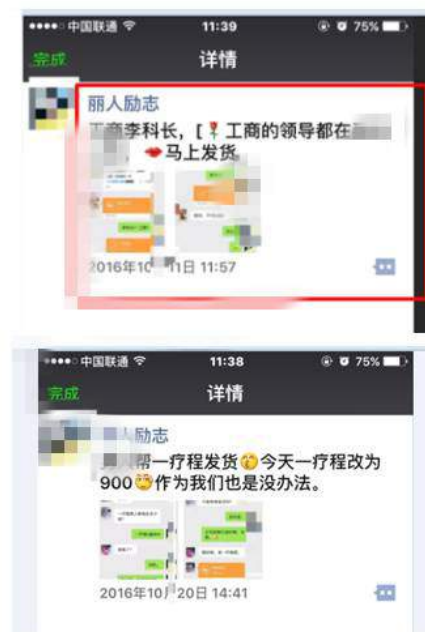 中国联通 11:39 75%
完成 详情
丽人励志
工商李科长，[🌹工商的领导都在
💋马上发货
2016年10 11日 11:57
中国联通 11:38 75%
完成 详情
人励志
帮一疗程发货😚今天一疗程改为
900😳作为我们也是没办法。
2016年10月20日 14:41